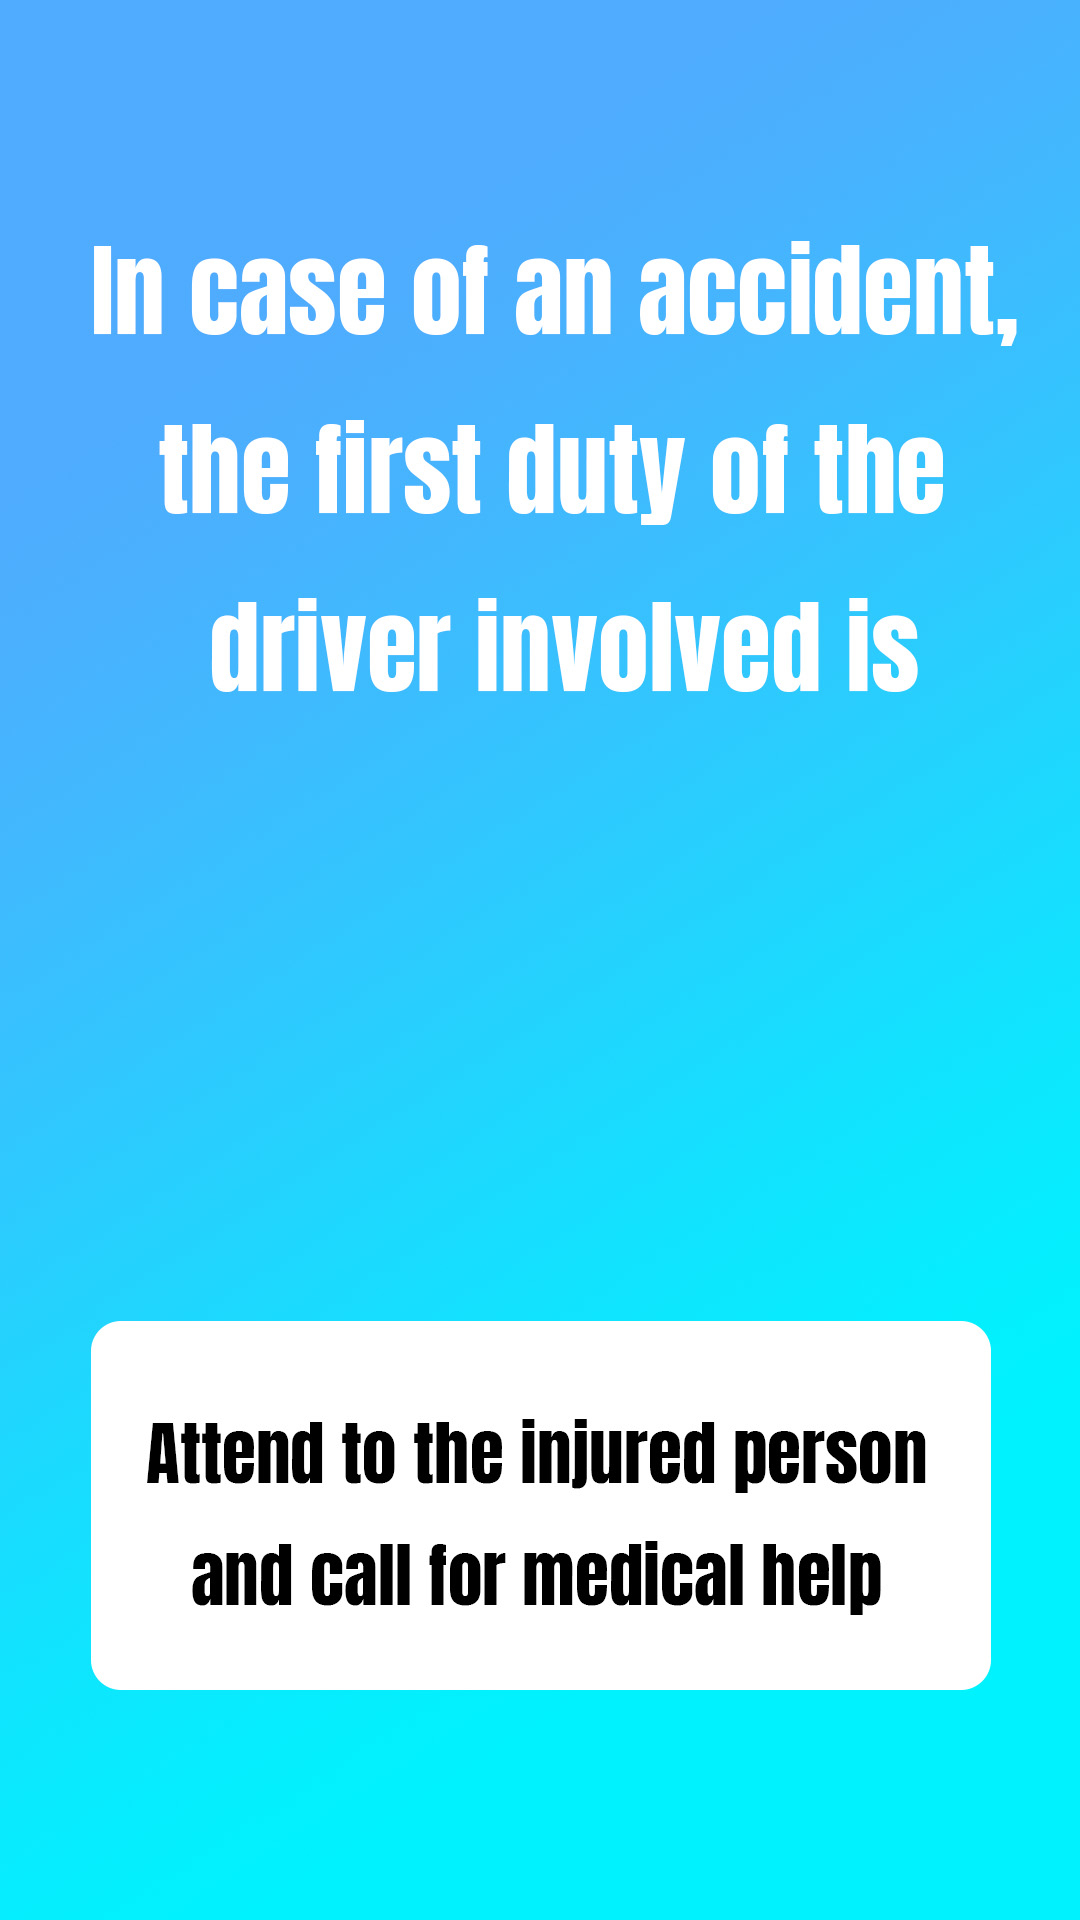 In case of an accident,
the first duty of the
driver involved is
Attend to the injured person
and call for medical help